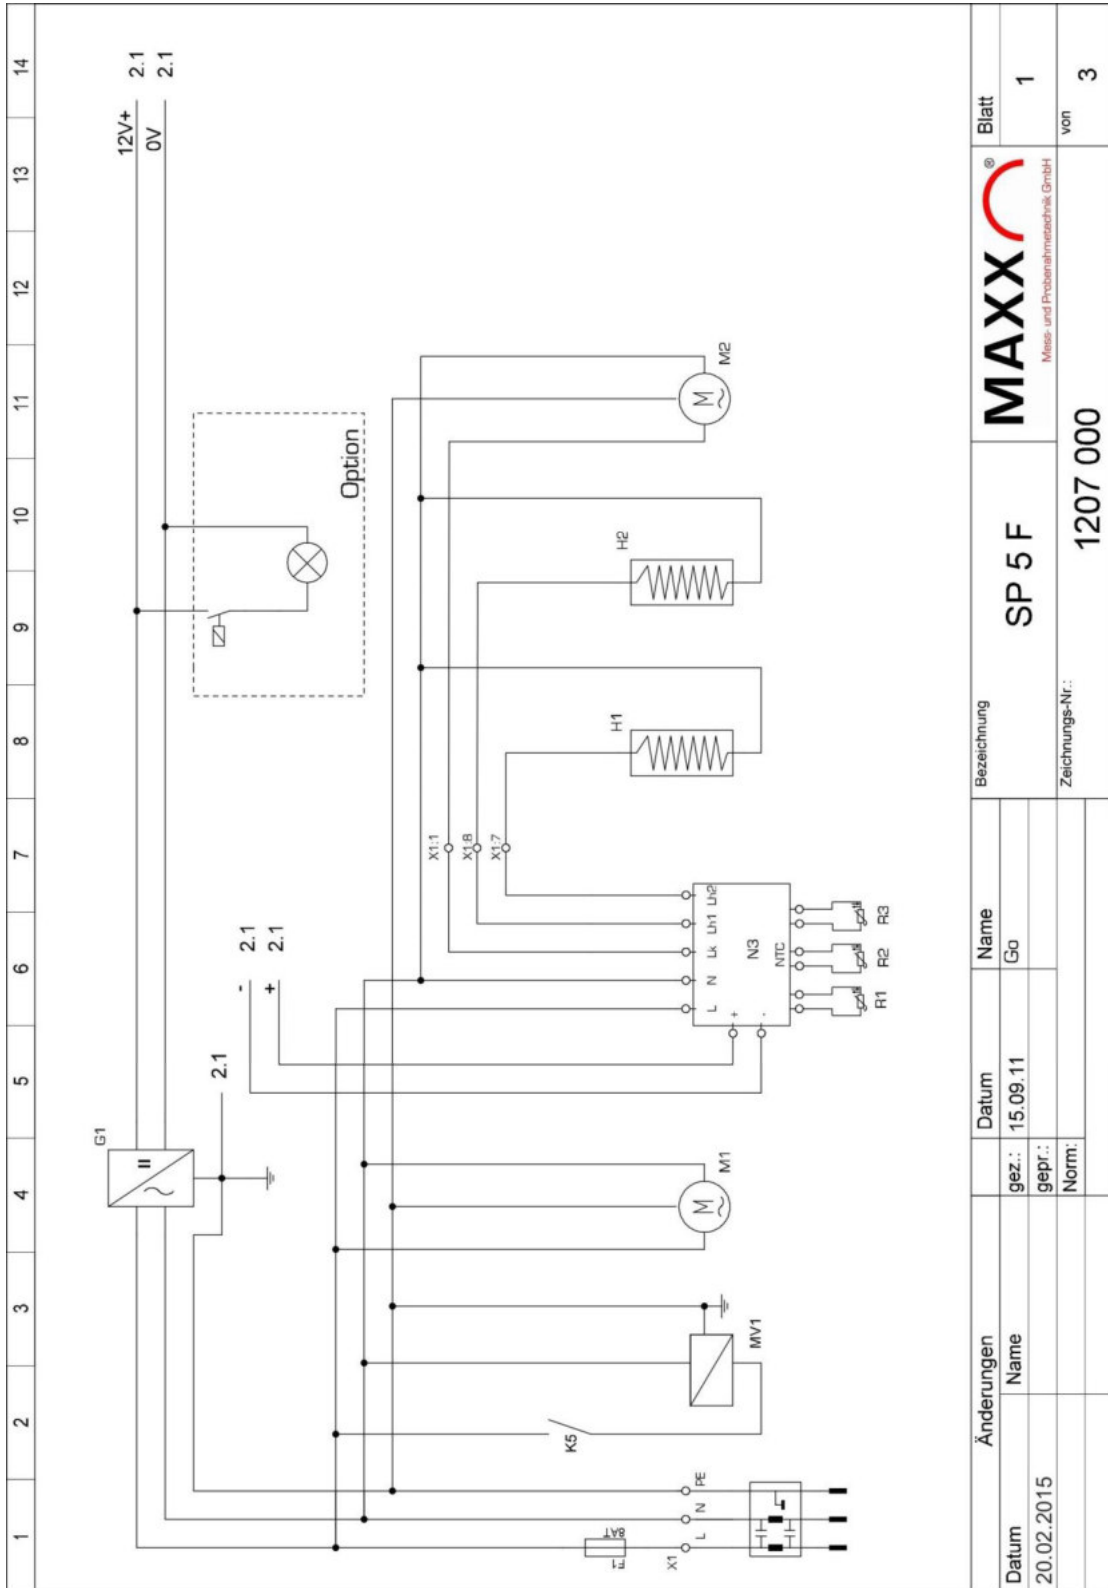 1 2 3 4 5 6 7 8 9 10 11 12 13 14
12V+ 2.1
0V 2.1
G1
2.1
- 2.1
+ 2.1
Option
X1:1
X1:8
X1:7
H1
H2
M2
M
M1
M
MV1
K5
F1
8AT
X1 L N PE
L N Lk Lh1 Lh2
+ -
N3
NTC
R1 R2 R3
Änderungen
Datum Name
20.02.2015
Datum Name
gez.: 15.09.11 Go
gepr.:
Norm:
Bezeichnung
SP 5 F
MAXX ®
Mess- und Probenahmetechnik GmbH
Blatt
1
Zeichnungs-Nr.:
1207 000
von
3